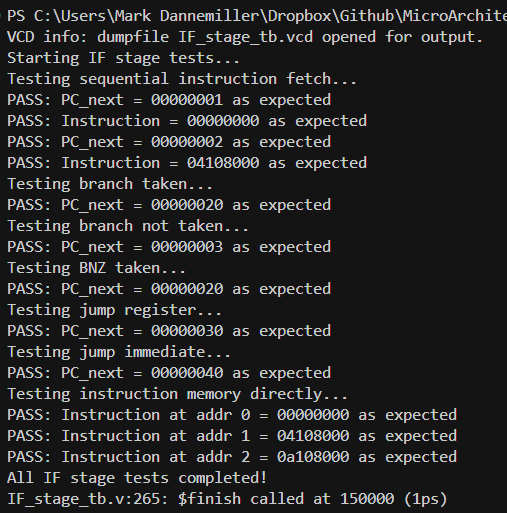 PS C:\Users\Mark Dannemiller\Dropbox\Github\MicroArchite
VCD info: dumpfile IF_stage_tb.vcd opened for output.
Starting IF stage tests...
Testing sequential instruction fetch...
PASS: PC_next = 00000001 as expected
PASS: Instruction = 00000000 as expected
PASS: PC_next = 00000002 as expected
PASS: Instruction = 04108000 as expected
Testing branch taken...
PASS: PC_next = 00000020 as expected
Testing branch not taken...
PASS: PC_next = 00000003 as expected
Testing BNZ taken...
PASS: PC_next = 00000020 as expected
Testing jump register...
PASS: PC_next = 00000030 as expected
Testing jump immediate...
PASS: PC_next = 00000040 as expected
Testing instruction memory directly...
PASS: Instruction at addr 0 = 00000000 as expected
PASS: Instruction at addr 1 = 04108000 as expected
PASS: Instruction at addr 2 = 0a108000 as expected
All IF stage tests completed!
IF_stage_tb.v:265: $finish called at 150000 (1ps)